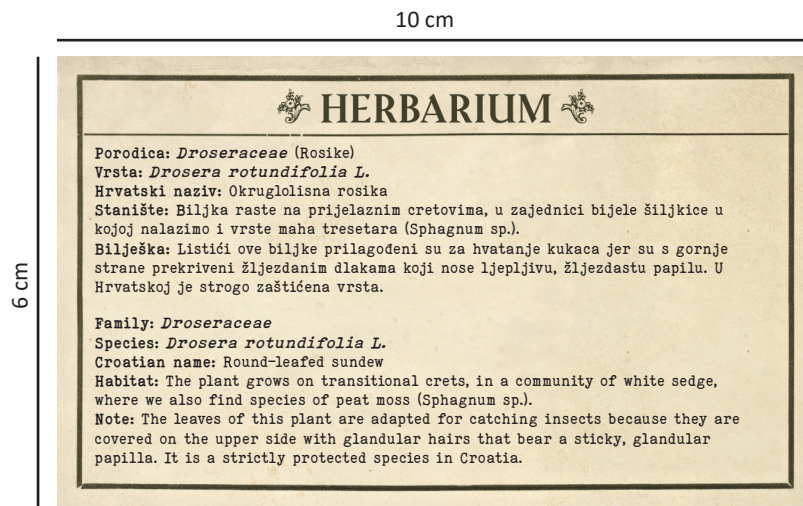 10 cm
6 cm
HERBARIUM
Porodica: Droseraceae (Rosike)
Vrsta: Drosera rotundifolia L.
Hrvatski naziv: Okruglolisna rosika
Stanište: Biljka raste na prijelaznim cretovima, u zajednici bijele šiljkice u
kojoj nalazimo i vrste maha tresetara (Sphagnum sp.).
Bilješka: Listići ove biljke prilagođeni su za hvatanje kukaca jer su s gornje
strane prekriveni žljezdanim dlakama koji nose ljepljivu, žljezdastu papilu. U
Hrvatskoj je strogo zaštićena vrsta.
Family: Droseraceae
Species: Drosera rotundifolia L.
Croatian name: Round-leafed sundew
Habitat: The plant grows on transitional crets, in a community of white sedge,
where we also find species of peat moss (Sphagnum sp.).
Note: The leaves of this plant are adapted for catching insects because they are
covered on the upper side with glandular hairs that bear a sticky, glandular
papilla. It is a strictly protected species in Croatia.